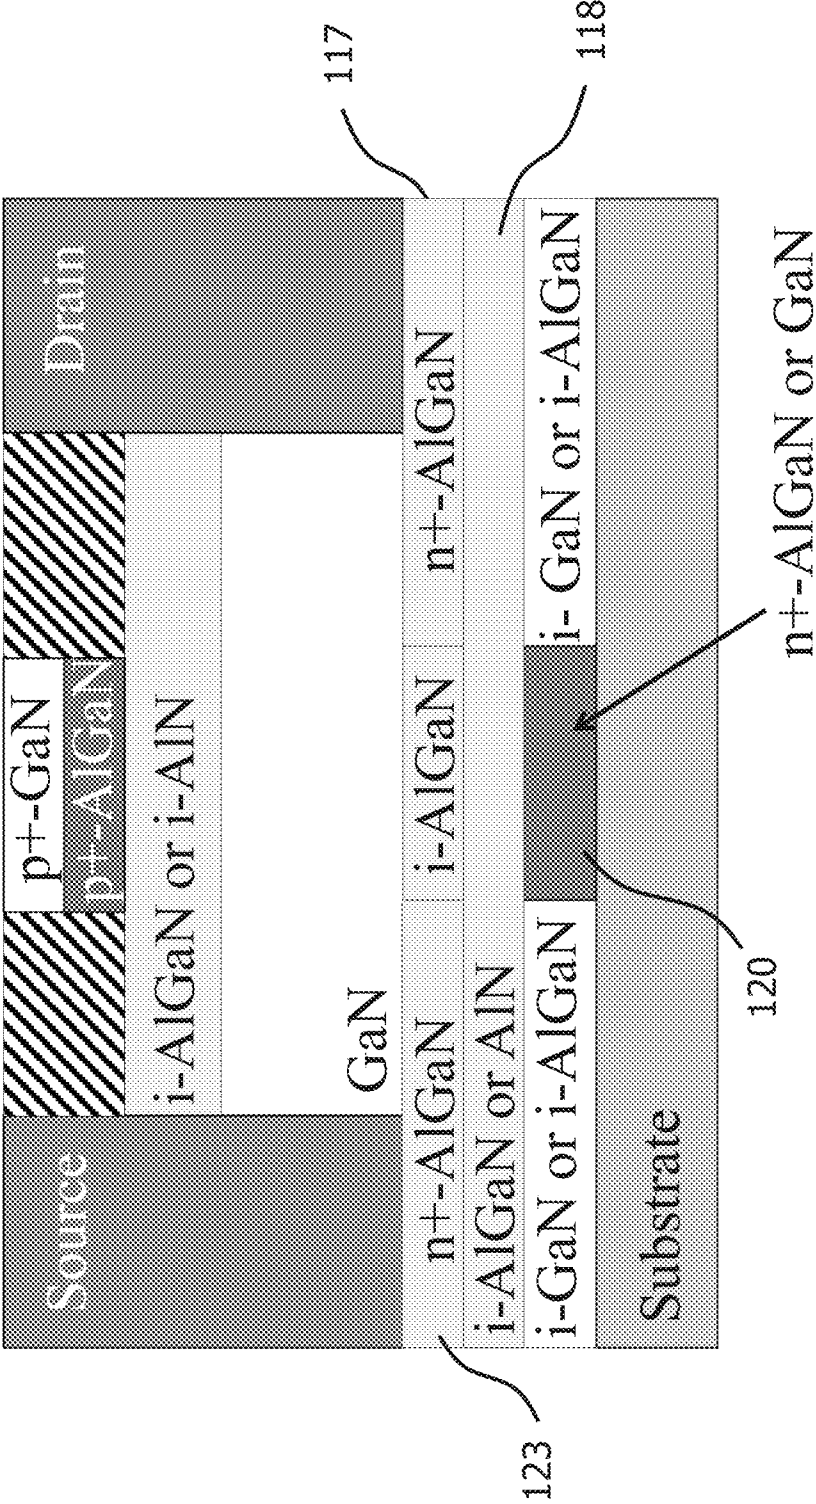 117
118
Source
p+-GaN
Drain
p+-AlGaN
i-AlGaN or i-AlN
GaN
n+-AlGaN
i-AlGaN
n+-AlGaN
i-AlGaN or AlN
i-GaN or i-AlGaN
i- GaN or i-AlGaN
Substrate
123
120
n+-AlGaN or GaN